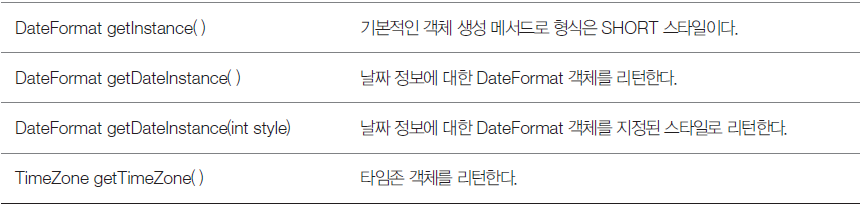 DateFormat getInstance( ) 기본적인 객체 생성 메서드로 형식은 SHORT 스타일이다.
DateFormat getDateInstance( ) 날짜 정보에 대한 DateFormat 객체를 리턴한다.
DateFormat getDateInstance(int style) 날짜 정보에 대한 DateFormat 객체를 지정된 스타일로 리턴한다.
TimeZone getTimeZone( ) 타임존 객체를 리턴한다.